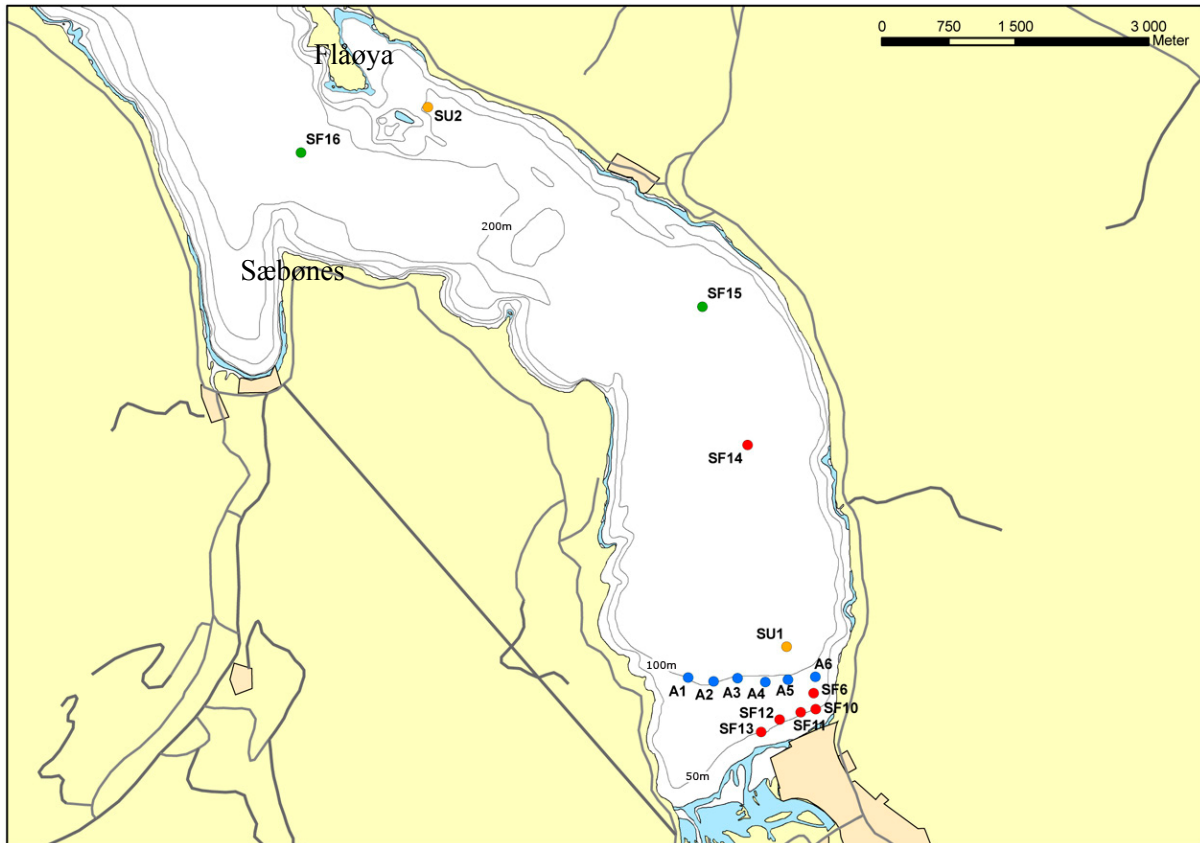 0 750 1 500 3 000
Meter
Flåøya
SU2
SF16
200m
Sæbønes
SF15
SF14
SU1
100m
A6
A1 A2 A3 A4 A5
SF6
SF10
SF12
SF11
SF13
50m